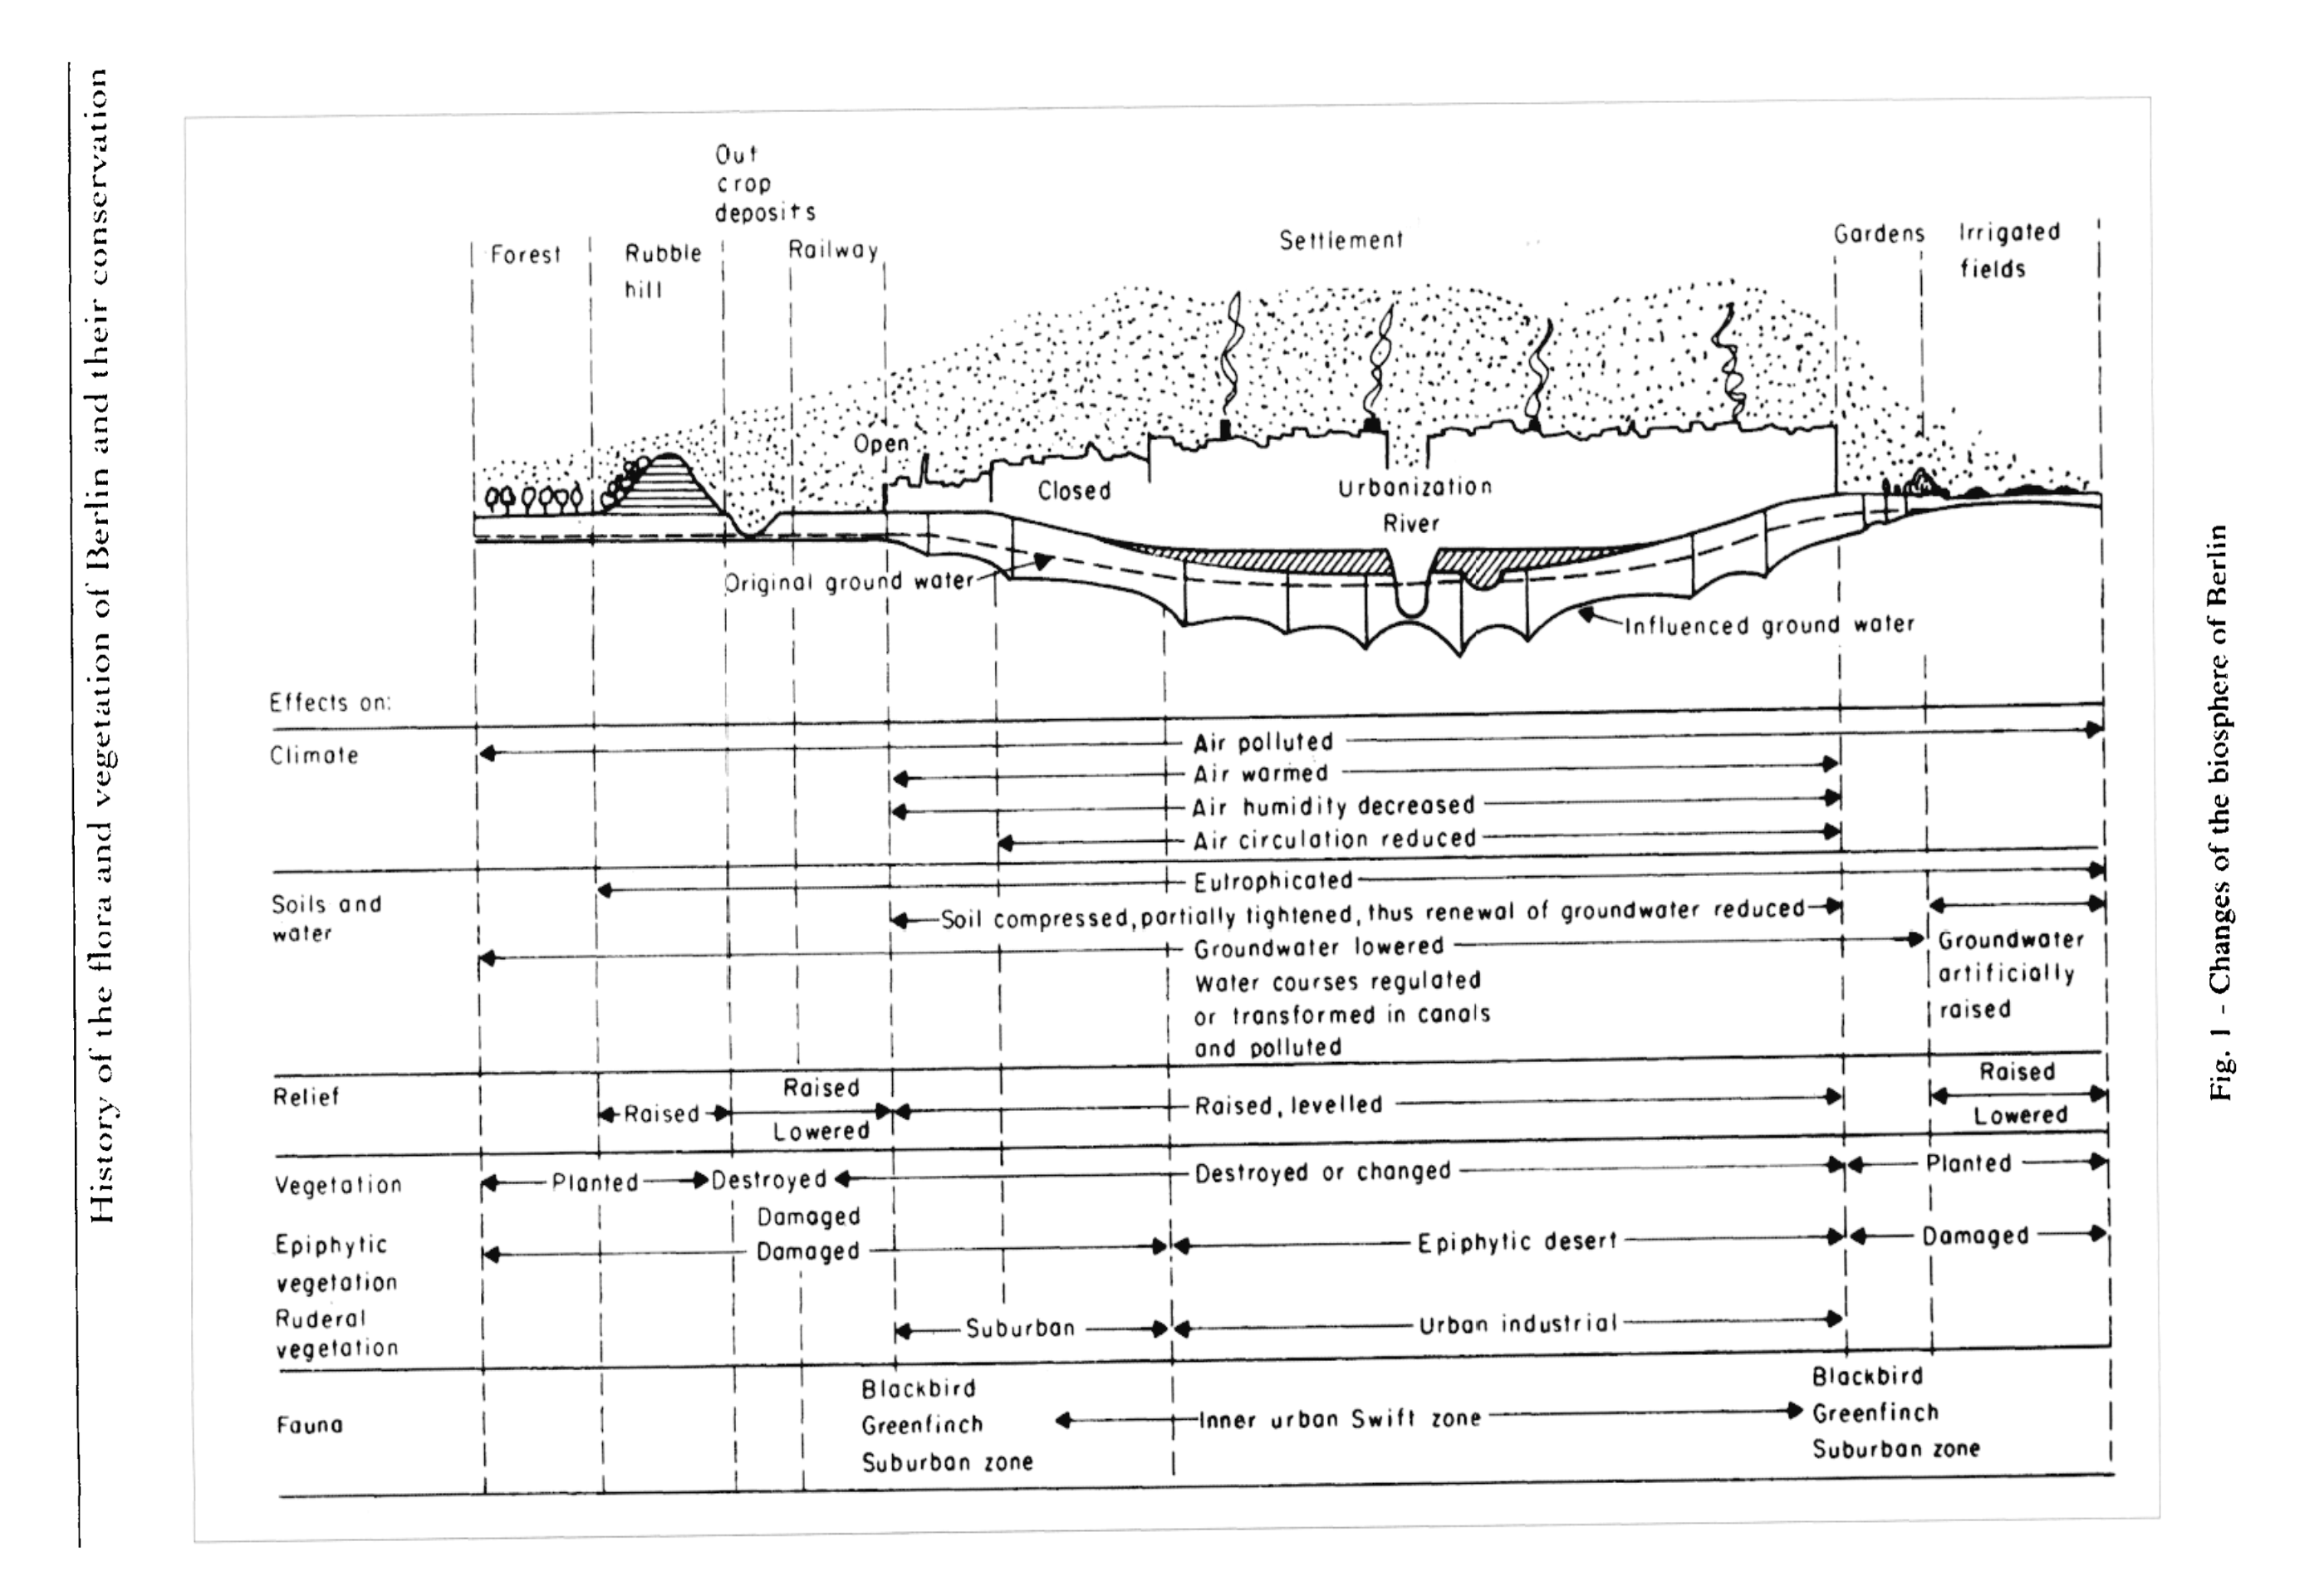 History of the flora and vegetation of Berlin and their conservation
Out
crop
deposits
Forest
Rubble
hill
Railway
Settlement
Gardens
Irrigated
fields
Open
Closed
Urbanization
River
Original ground water
Influenced ground water
Effects on:
Climate
Air polluted
Air warmed
Air humidity decreased
Air circulation reduced
Soils and
water
Eutrophicated
Soil compressed, partially tightened, thus renewal of groundwater reduced
Groundwater lowered
Groundwater
artificially
raised
Water courses regulated
or transformed in canals
and polluted
Relief
Raised
Raised
Lowered
Raised, levelled
Raised
Lowered
Vegetation
Planted
Destroyed
Destroyed or changed
Planted
Damaged
Epiphytic
vegetation
Damaged
Epiphytic desert
Damaged
Ruderal
vegetation
Suburban
Urban industrial
Fauna
Blackbird
Greenfinch
Suburban zone
Inner urban Swift zone
Blackbird
Greenfinch
Suburban zone
Fig. 1 - Changes of the biosphere of Berlin